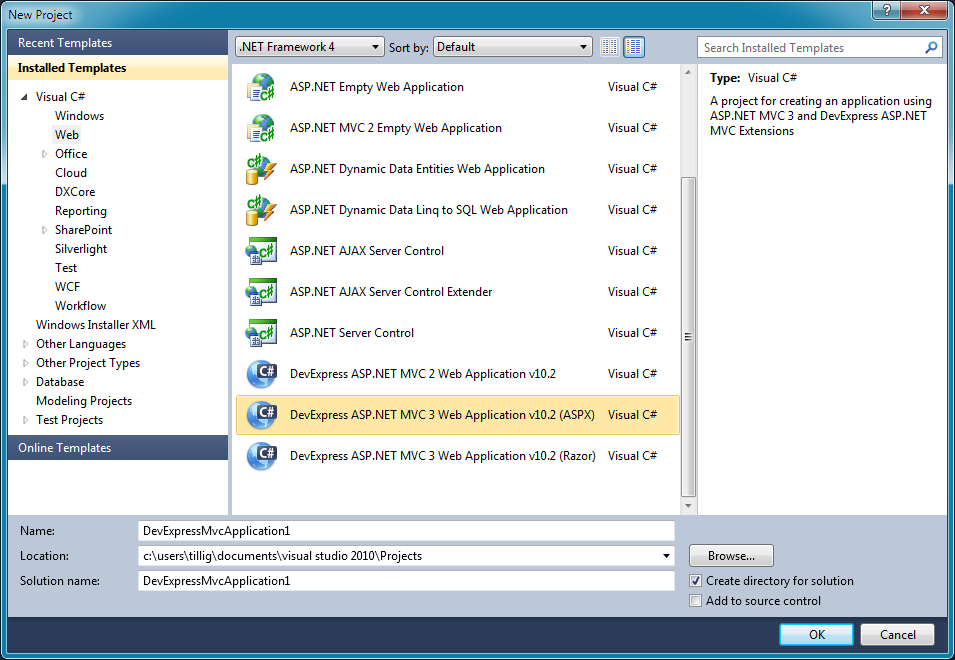 New Project
?
Recent Templates
Installed Templates
Visual C#
Windows
Web
Office
Cloud
DXCore
Reporting
SharePoint
Silverlight
Test
WCF
Workflow
Windows Installer XML
Other Languages
Other Project Types
Database
Modeling Projects
Test Projects
Online Templates
.NET Framework 4 Sort by: Default
ASP.NET Empty Web Application Visual C#
ASP.NET MVC 2 Empty Web Application Visual C#
ASP.NET Dynamic Data Entities Web Application Visual C#
ASP.NET Dynamic Data Linq to SQL Web Application Visual C#
ASP.NET AJAX Server Control Visual C#
ASP.NET AJAX Server Control Extender Visual C#
ASP.NET Server Control Visual C#
C# DevExpress ASP.NET MVC 2 Web Application v10.2 Visual C#
C# DevExpress ASP.NET MVC 3 Web Application v10.2 (ASPX) Visual C#
C# DevExpress ASP.NET MVC 3 Web Application v10.2 (Razor) Visual C#
Search Installed Templates
Type: Visual C#
A project for creating an application using
ASP.NET MVC 3 and DevExpress ASP.NET
MVC Extensions
Name: DevExpressMvcApplication1
Location: c:\users\tillig\documents\visual studio 2010\Projects Browse...
Solution name: DevExpressMvcApplication1
Create directory for solution
Add to source control
OK Cancel